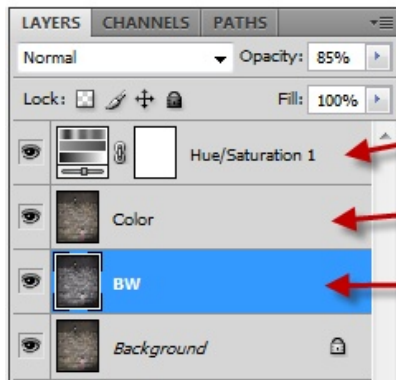 LAYERS CHANNELS PATHS
Normal Opacity: 85%
Lock: Fill: 100%
Hue/Saturation 1
Color
BW
Background